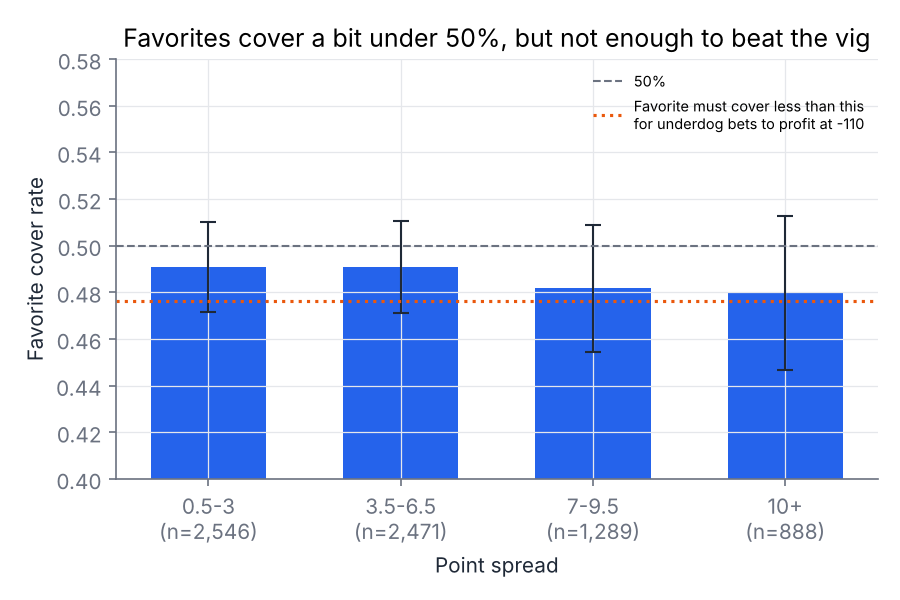 Favorites cover a bit under 50%, but not enough to beat the vig
50%
Favorite must cover less than this
for underdog bets to profit at -110
Favorite cover rate
0.58
0.56
0.54
0.52
0.50
0.48
0.46
0.44
0.42
0.40
0.5-3
(n=2,546)
3.5-6.5
(n=2,471)
7-9.5
(n=1,289)
10+
(n=888)
Point spread